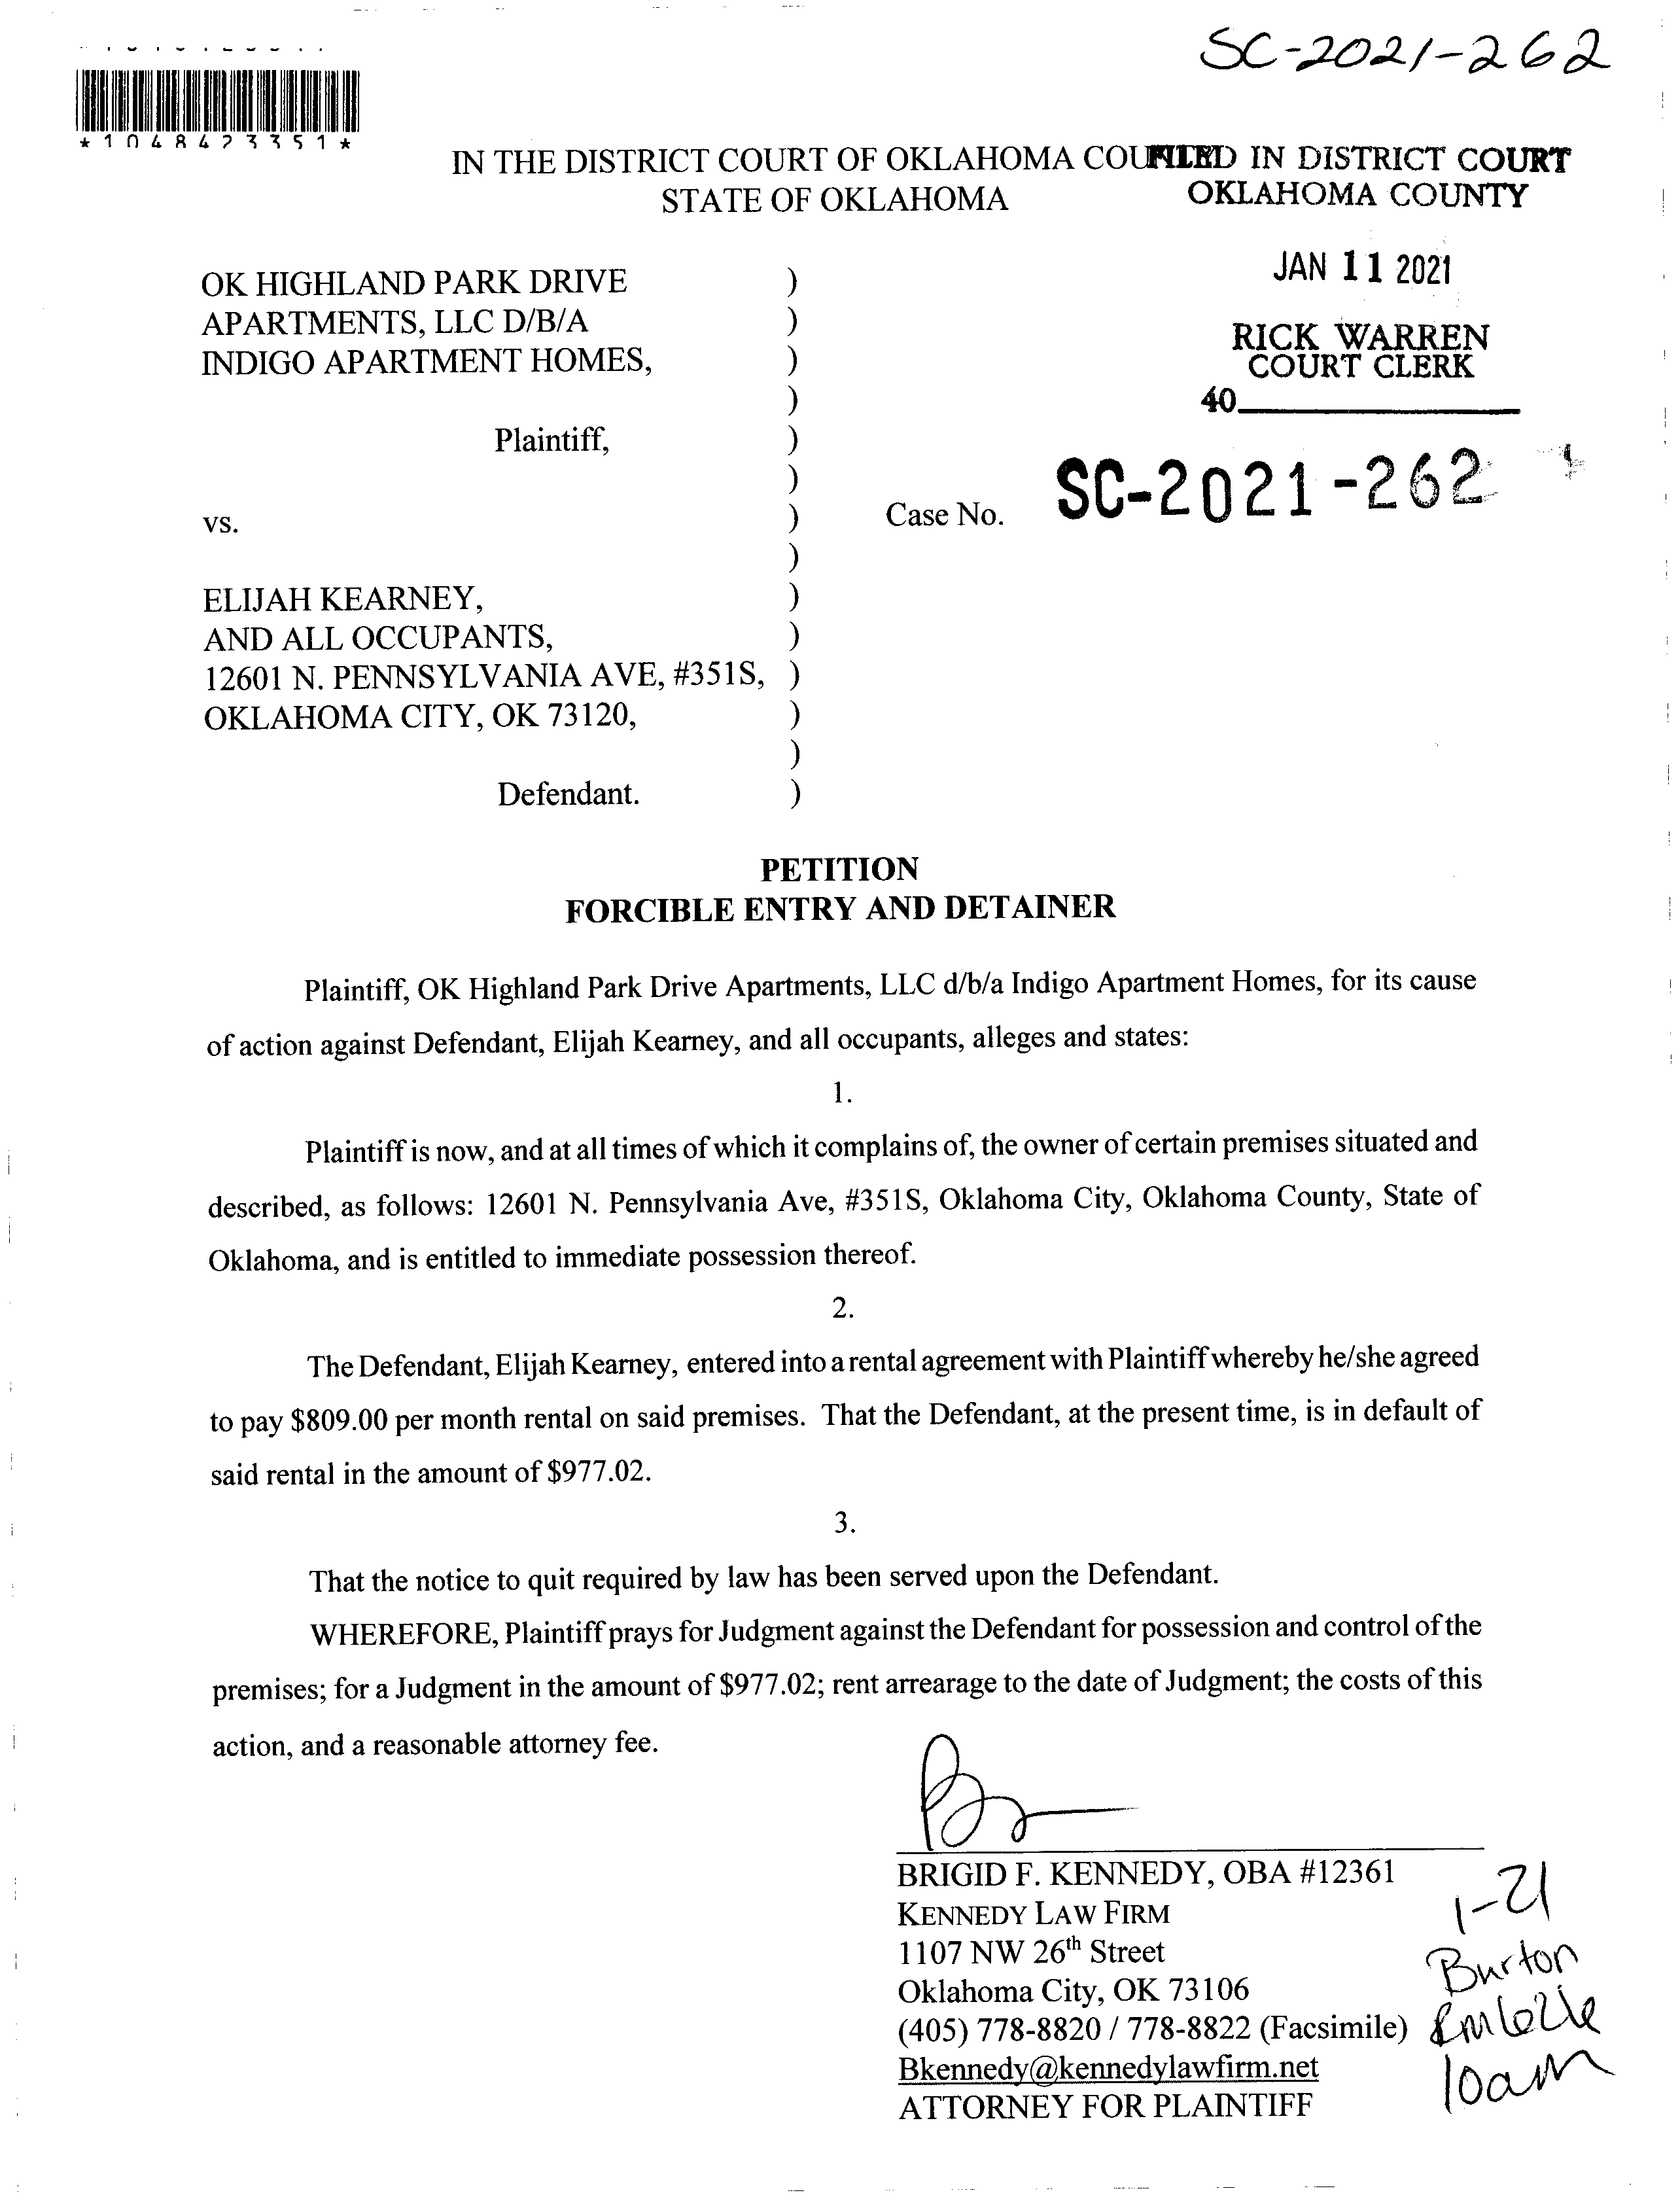 SC-2021-262
*1048423351*
IN THE DISTRICT COURT OF OKLAHOMA COUNTY
STATE OF OKLAHOMA
FILED IN DISTRICT COURT
OKLAHOMA COUNTY
JAN 11 2021
RICK WARREN
COURT CLERK
40
OK HIGHLAND PARK DRIVE )
APARTMENTS, LLC D/B/A )
INDIGO APARTMENT HOMES, )
)
Plaintiff, )
)
vs. ) Case No. SC-2021-262
)
ELIJAH KEARNEY, )
AND ALL OCCUPANTS, )
12601 N. PENNSYLVANIA AVE, #351S, )
OKLAHOMA CITY, OK 73120, )
)
Defendant. )
PETITION
FORCIBLE ENTRY AND DETAINER
Plaintiff, OK Highland Park Drive Apartments, LLC d/b/a Indigo Apartment Homes, for its cause
of action against Defendant, Elijah Kearney, and all occupants, alleges and states:
1.
Plaintiff is now, and at all times of which it complains of, the owner of certain premises situated and
described, as follows: 12601 N. Pennsylvania Ave, #351S, Oklahoma City, Oklahoma County, State of
Oklahoma, and is entitled to immediate possession thereof.
2.
The Defendant, Elijah Kearney, entered into a rental agreement with Plaintiff whereby he/she agreed
to pay $809.00 per month rental on said premises. That the Defendant, at the present time, is in default of
said rental in the amount of $977.02.
3.
That the notice to quit required by law has been served upon the Defendant.
WHEREFORE, Plaintiff prays for Judgment against the Defendant for possession and control of the
premises; for a Judgment in the amount of $977.02; rent arrearage to the date of Judgment; the costs of this
action, and a reasonable attorney fee.
BRIGID F. KENNEDY, OBA #12361
KENNEDY LAW FIRM
1107 NW 26th Street
Oklahoma City, OK 73106
(405) 778-8820 / 778-8822 (Facsimile)
Bkennedy@kennedylawfirm.net
ATTORNEY FOR PLAINTIFF
1-21
Burton
10am